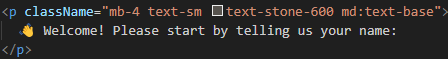 <p className="mb-4 text-sm text-stone-600 md:text-base">
👋 Welcome! Please start by telling us your name:
</p>